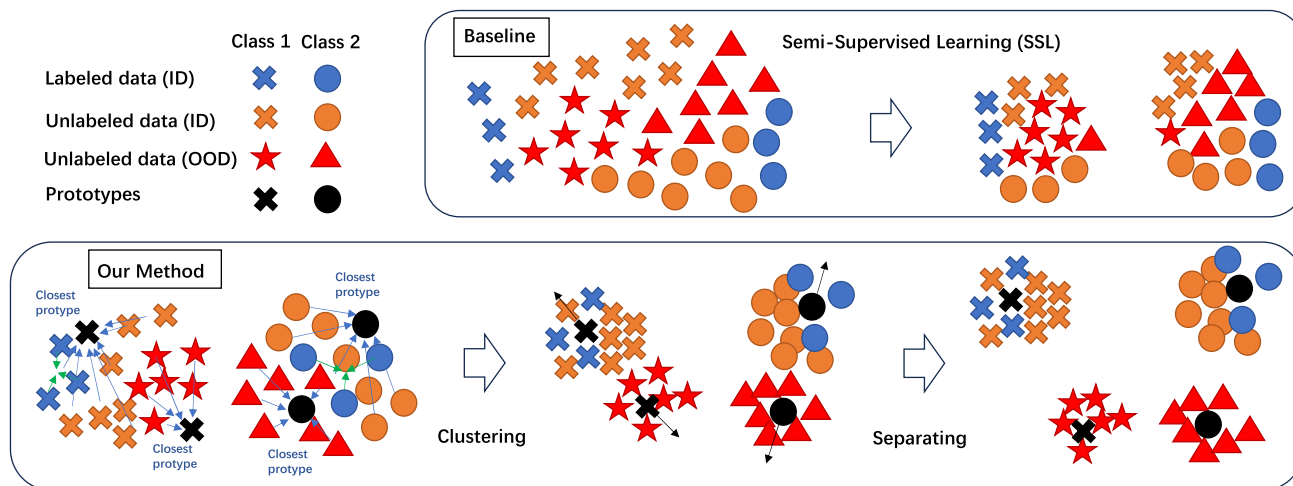 Class 1 Class 2
Labeled data (ID)
Unlabeled data (ID)
Unlabeled data (OOD)
Prototypes
Baseline
Semi-Supervised Learning (SSL)
Our Method
Closest
protype
Closest
protype
Closest
protype
Closest
protype
Clustering
Separating